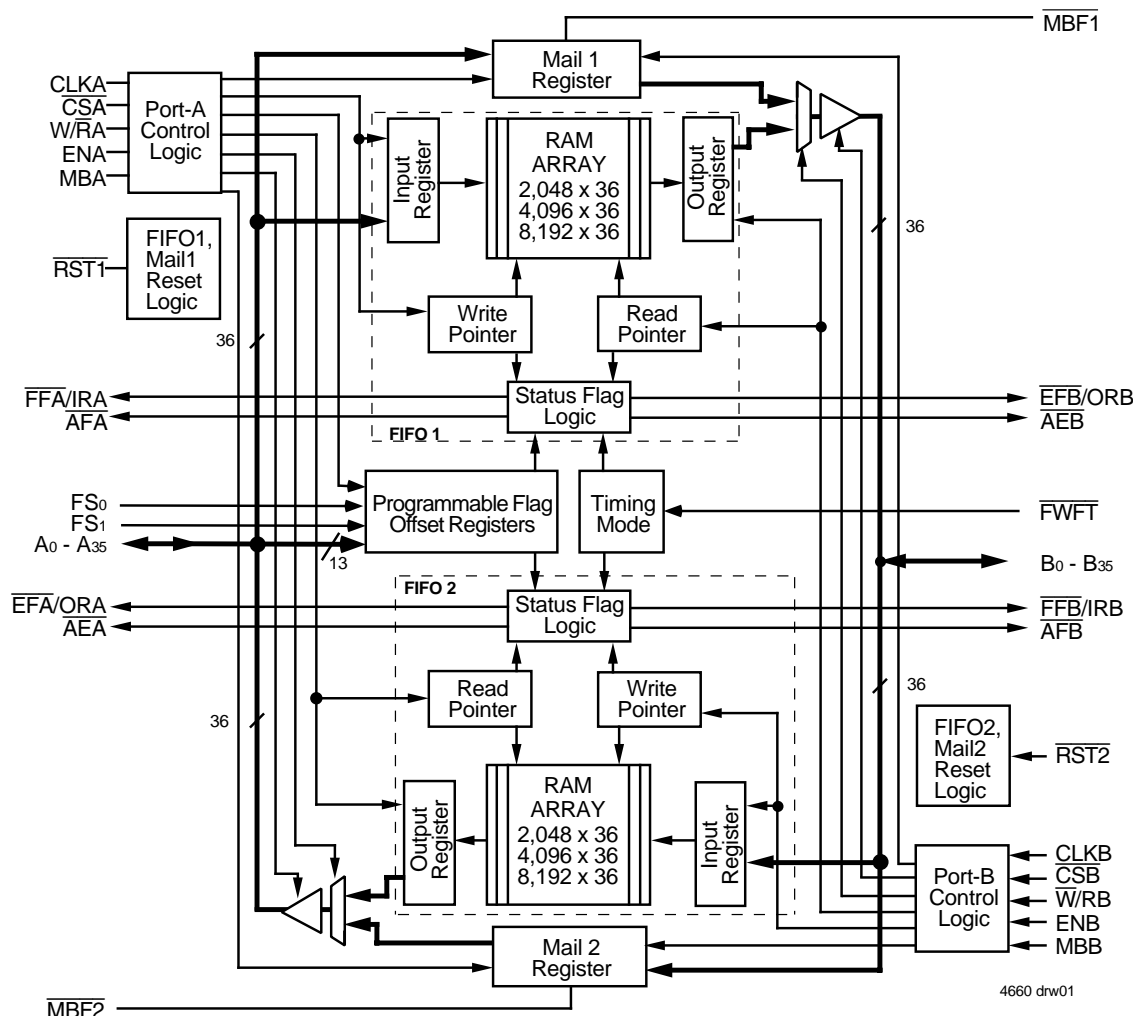 MBF1
Mail 1
Register
CLKA
CSA
W/RA
ENA
MBA
Port-A
Control
Logic
RAM
ARRAY
2,048 x 36
4,096 x 36
8,192 x 36
Input
Register
Output
Register
36
RST1
FIFO1,
Mail1
Reset
Logic
Write
Pointer
Read
Pointer
36
FFA/IRA
AFA
Status Flag
Logic
EFB/ORB
AEB
FIFO 1
FS0
FS1
A0 - A35
Programmable Flag
Offset Registers
13
Timing
Mode
FWFT
B0 - B35
FIFO 2
EFA/ORA
AEA
Status Flag
Logic
FFB/IRB
AFB
Read
Pointer
Write
Pointer
36
36
FIFO2,
Mail2
Reset
Logic
RST2
Output
Register
RAM
ARRAY
2,048 x 36
4,096 x 36
8,192 x 36
Input
Register
Port-B
Control
Logic
CLKB
CSB
W/RB
ENB
MBB
Mail 2
Register
MBF2
4660 drw01